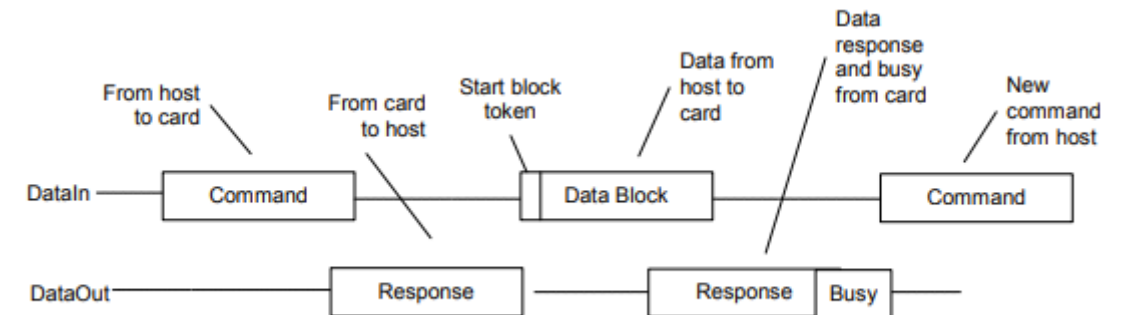 Data
response
and busy
from card
Data from
host to
card
New
command
from host
Start block
token
From host
to card
From card
to host
DataIn
Command
Data Block
Command
DataOut
Response
Response
Busy